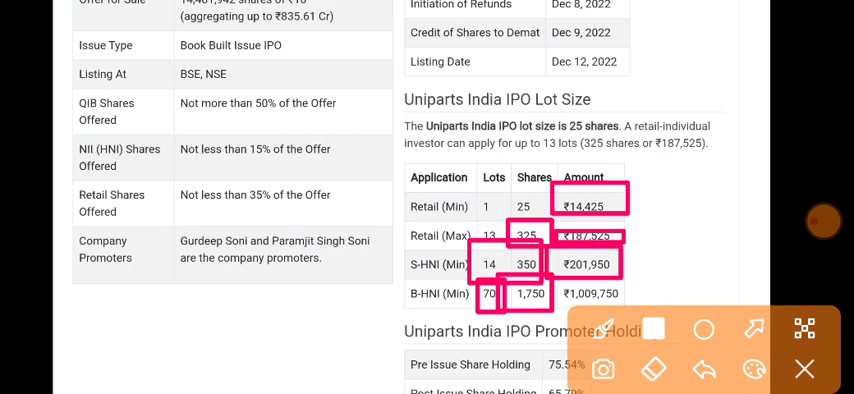 Offer for Sale 14,481,942 shares of ₹10
(aggregating up to ₹835.61 Cr)
Issue Type Book Built Issue IPO
Listing At BSE, NSE
QIB Shares Offered Not more than 50% of the Offer
NII (HNI) Shares Offered Not less than 15% of the Offer
Retail Shares Offered Not less than 35% of the Offer
Company Promoters Gurdeep Soni and Paramjit Singh Soni
are the company promoters.
Initiation of Refunds Dec 8, 2022
Credit of Shares to Demat Dec 9, 2022
Listing Date Dec 12, 2022
Uniparts India IPO Lot Size
The Uniparts India IPO lot size is 25 shares. A retail-individual
investor can apply for up to 13 lots (325 shares or ₹187,525).
Application Lots Shares Amount
Retail (Min) 1 25 ₹14,425
Retail (Max) 13 325 ₹187,525
S-HNI (Min) 14 350 ₹201,950
B-HNI (Min) 70 1,750 ₹1,009,750
Uniparts India IPO Promoter Holding
Pre Issue Share Holding 75.54%
Post Issue Share Holding 65.79%